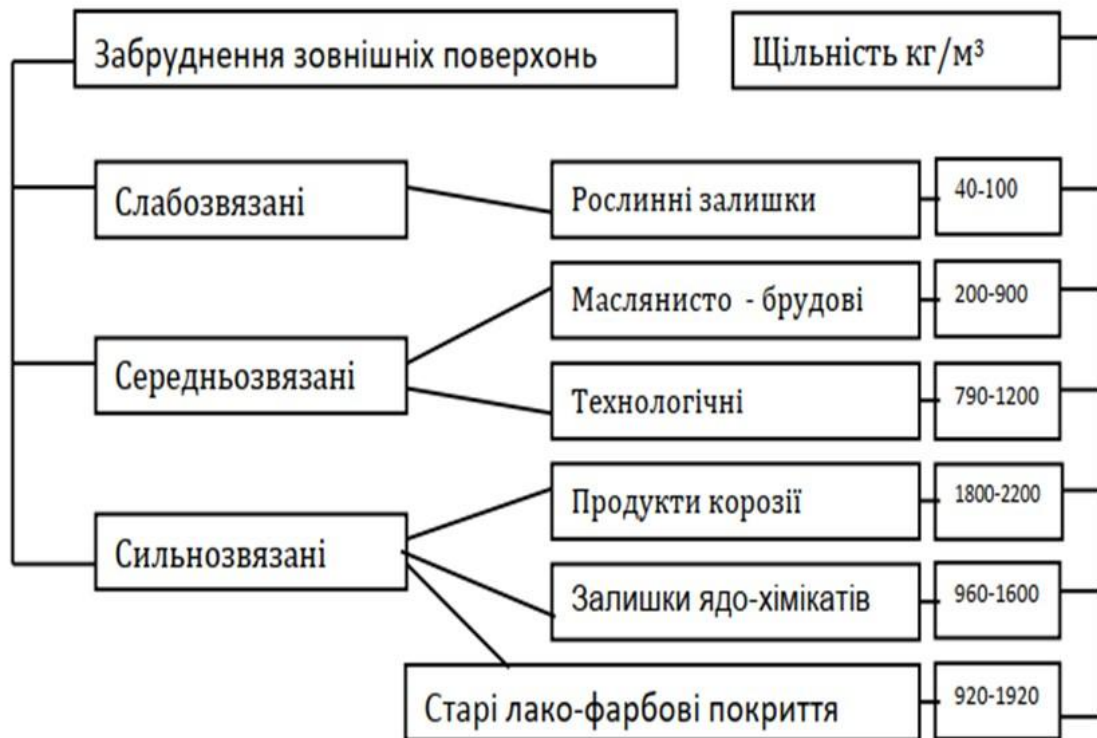 Забруднення зовнішніх поверхонь
Щільність кг/м³
Слабозвязані
Рослинні залишки
40-100
Маслянисто - брудові
200-900
Середньозвязані
Технологічні
790-1200
Продукти корозії
1800-2200
Сильнозвязані
Залишки ядо-хімікатів
960-1600
Старі лако-фарбові покриття
920-1920